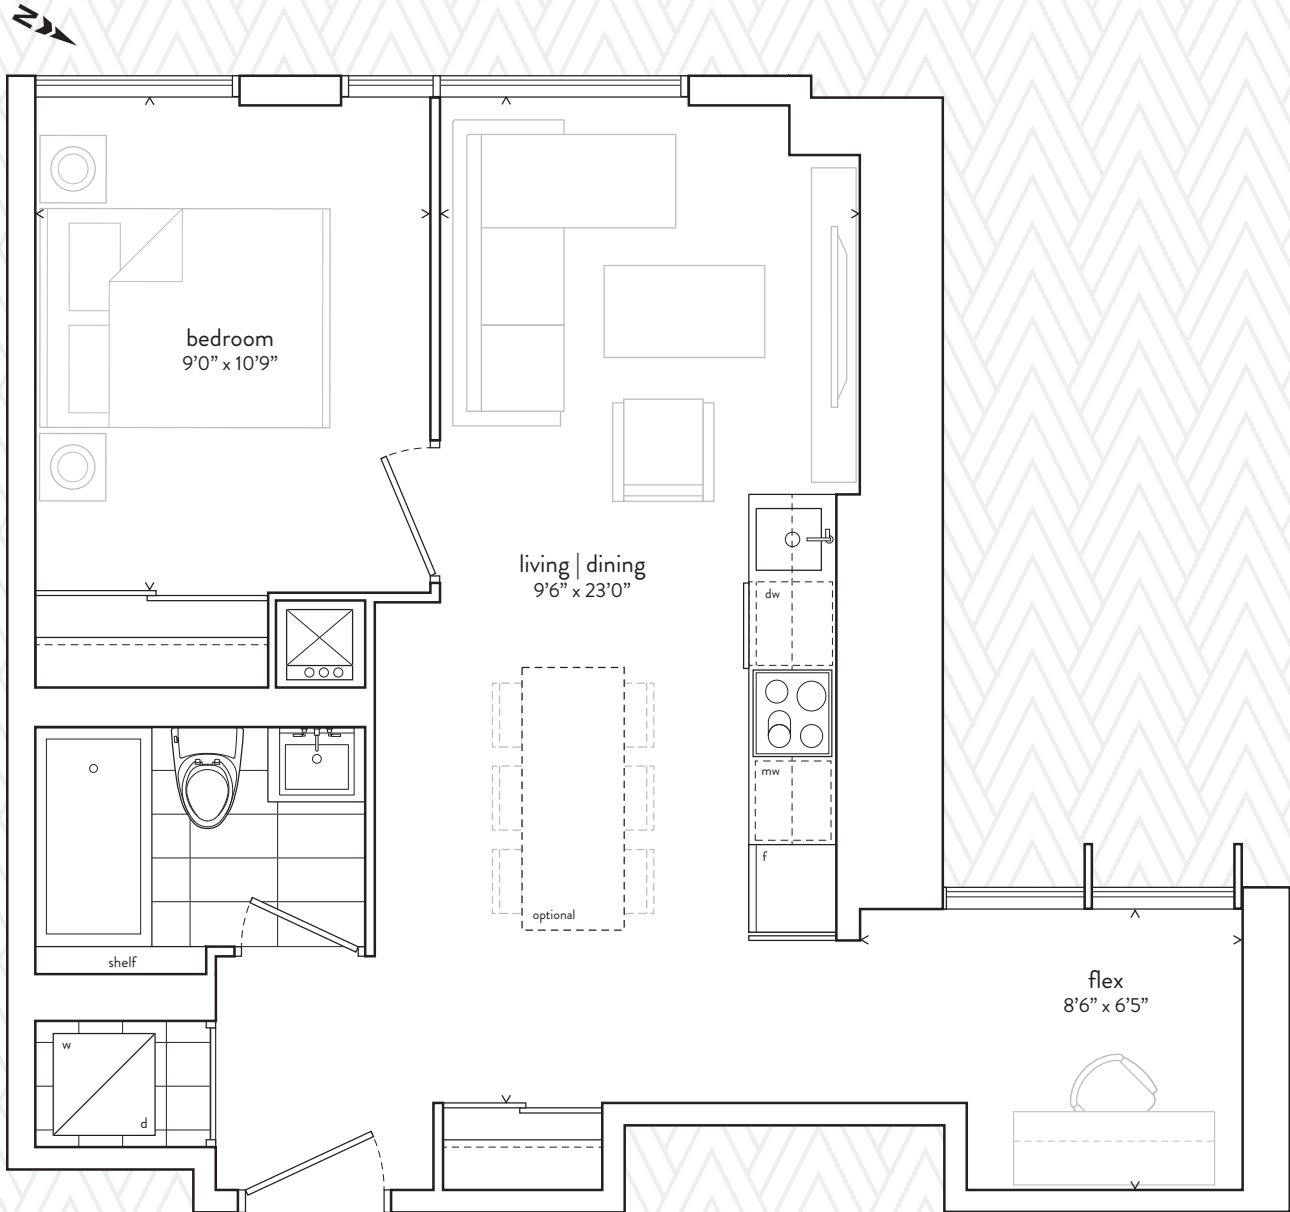 N
bedroom
9’0” x 10’9”
living | dining
9’6” x 23’0”
dw
mw
f
optional
shelf
flex
8’6” x 6’5”
w
d